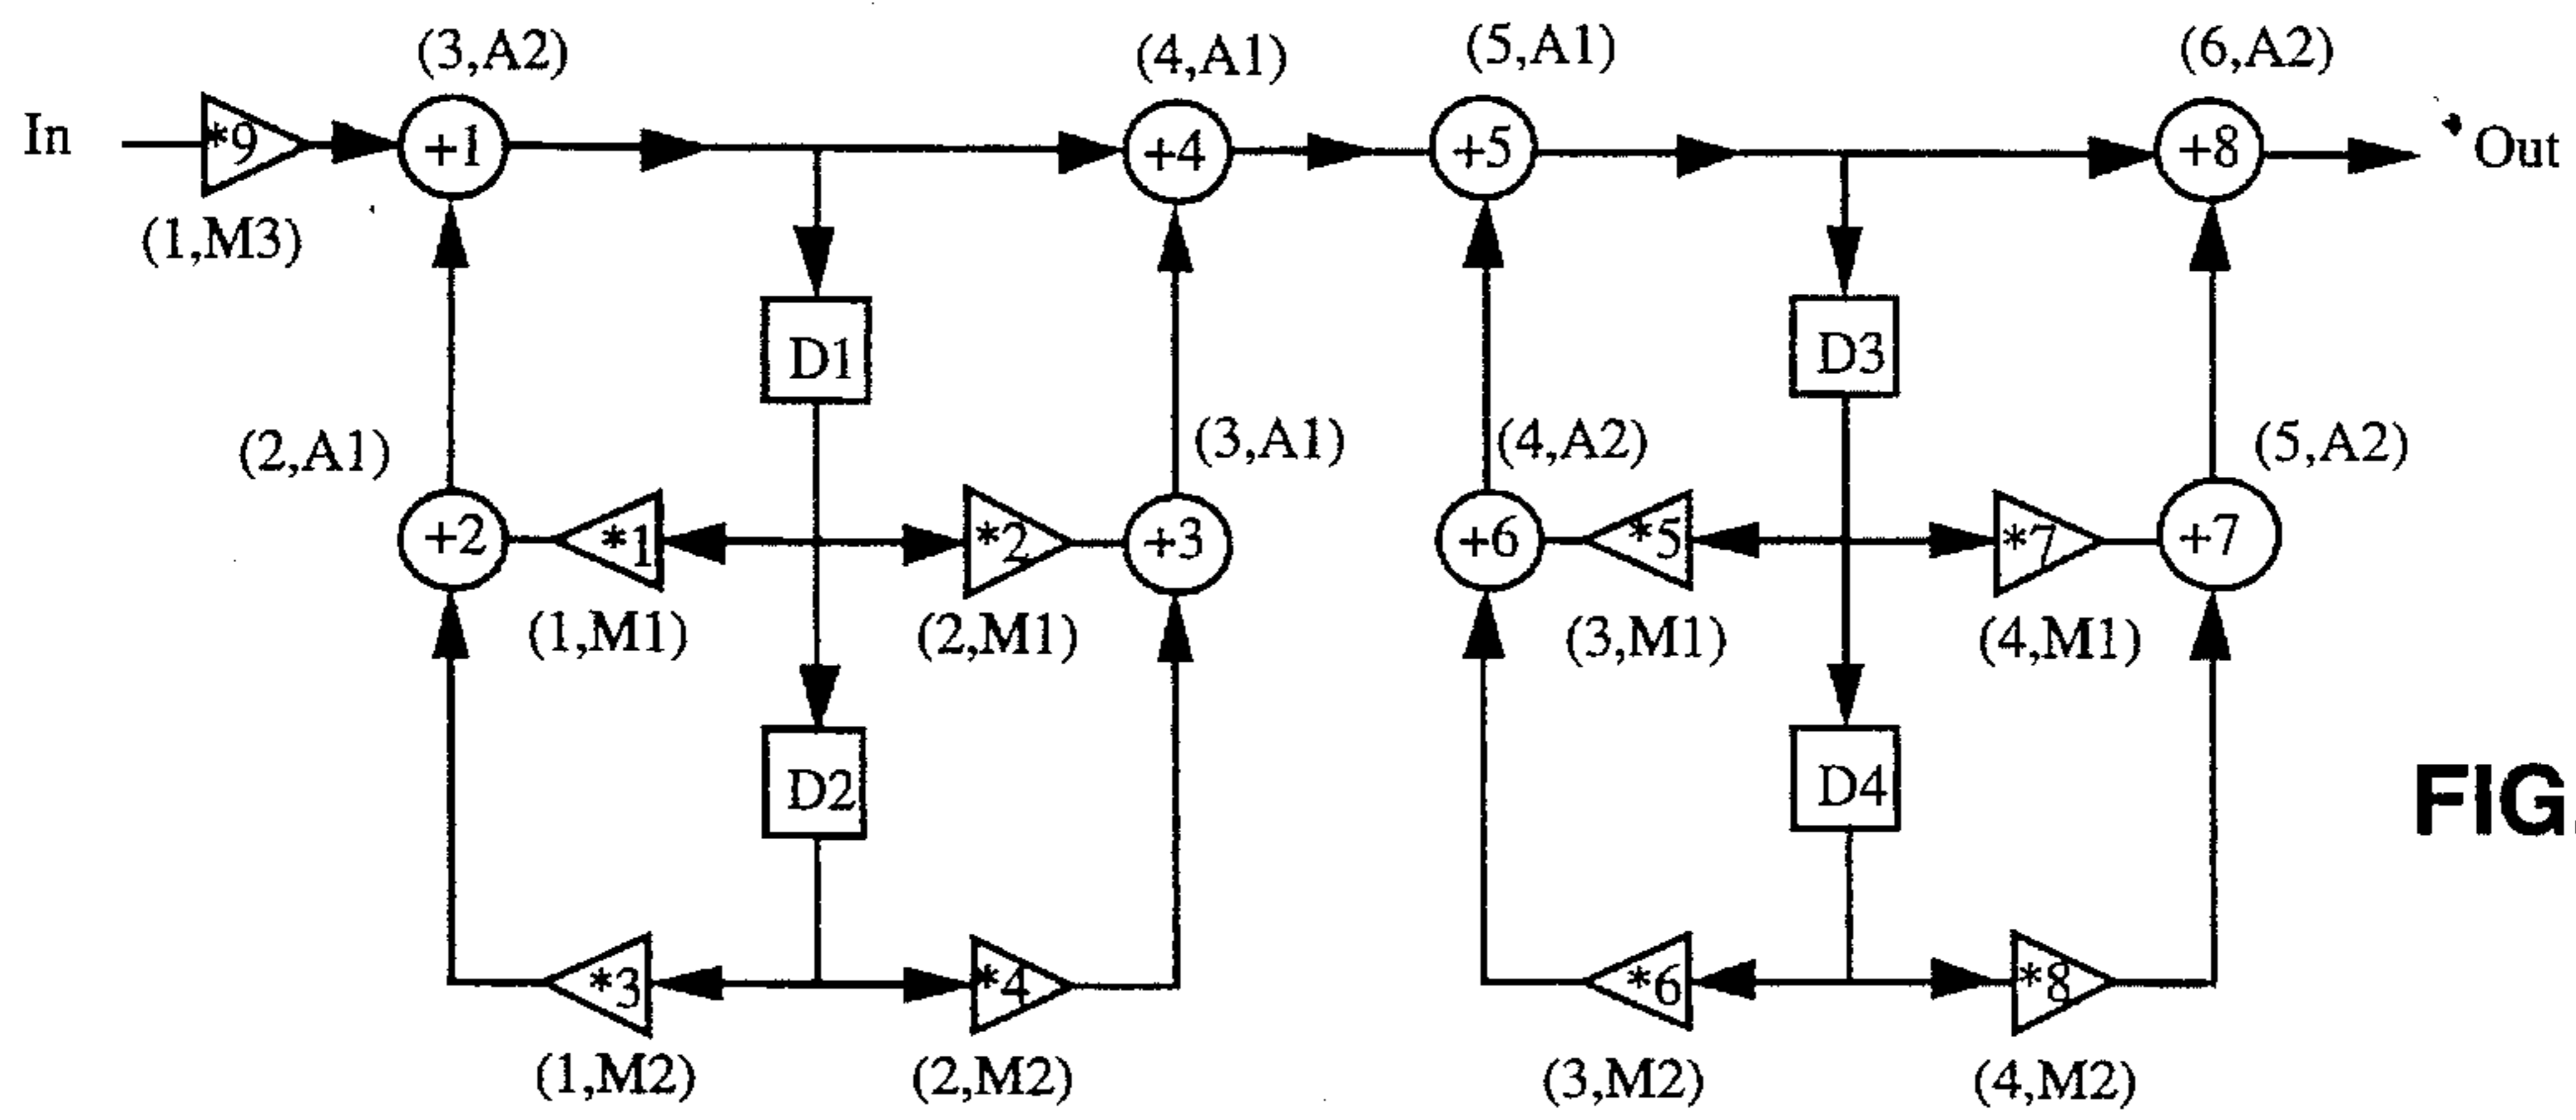 (3,A2)
(4,A1)
(5,A1)
(6,A2)
In
*9
+1
+4
+5
+8
Out
(1,M3)
D1
D3
(2,A1)
(3,A1)
(4,A2)
(5,A2)
+2
*1
*2
+3
+6
*5
*7
+7
(1,M1)
(2,M1)
(3,M1)
(4,M1)
D2
D4
FIG.
*3
*4
*6
*8
(1,M2)
(2,M2)
(3,M2)
(4,M2)